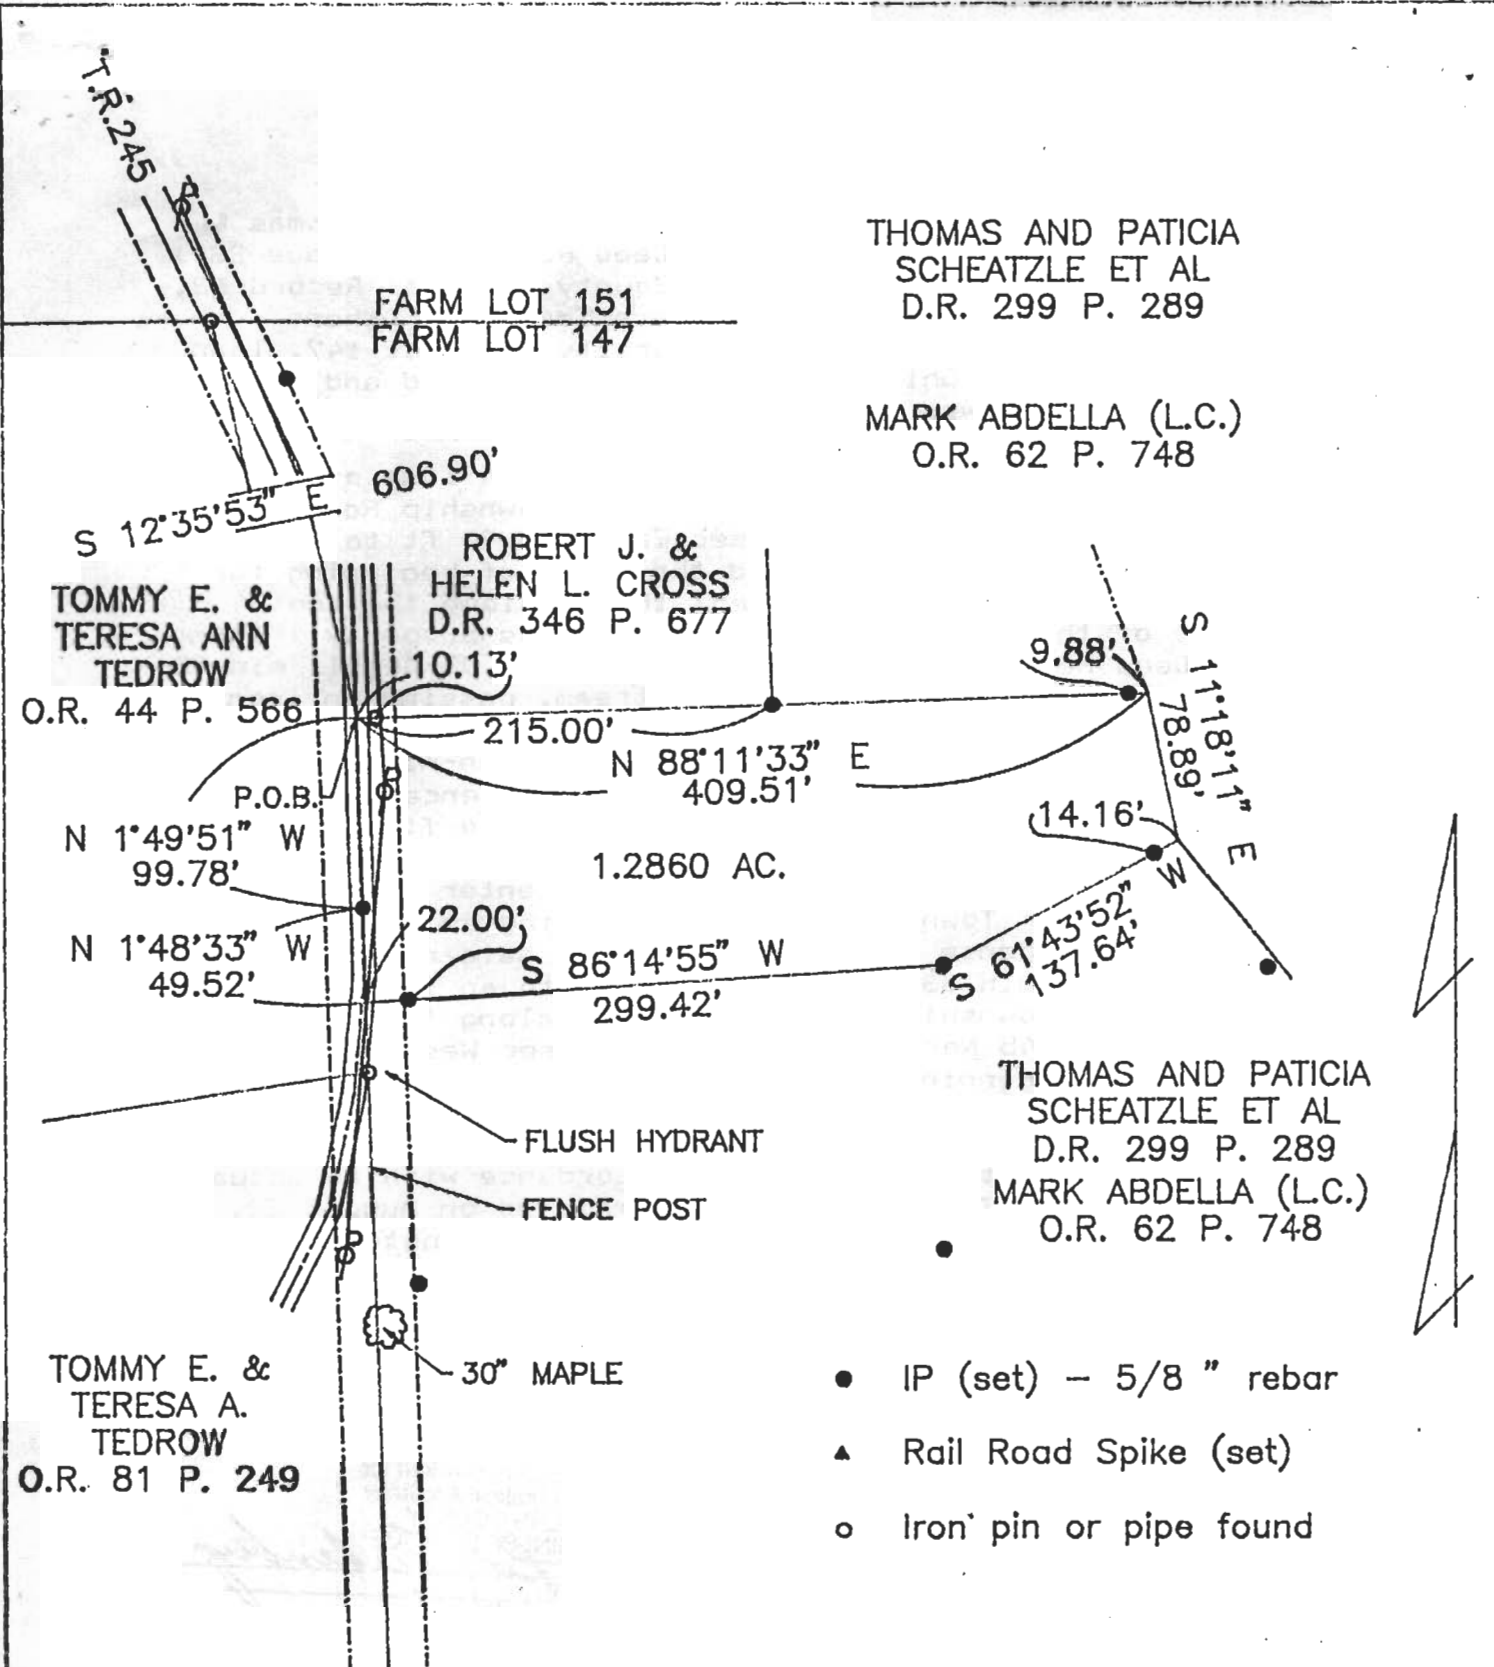 T.R.245
THOMAS AND PATICIA
SCHEATZLE ET AL
D.R. 299 P. 289
FARM LOT 151
FARM LOT 147
MARK ABDELLA (L.C.)
O.R. 62 P. 748
S 12°35'53" E 606.90'
ROBERT J. &
HELEN L. CROSS
D.R. 346 P. 677
TOMMY E. &
TERESA ANN
TEDROW
O.R. 44 P. 566
10.13'
9.88'
S 11°18'11" E
78.89'
215.00'
N 88°11'33" E
409.51'
P.O.B.
N 1°49'51" W
99.78'
14.16'
1.2860 AC.
22.00'
N 1°48'33" W
49.52'
S 86°14'55" W
299.42'
S 61°43'52" W
137.64'
THOMAS AND PATICIA
SCHEATZLE ET AL
D.R. 299 P. 289
MARK ABDELLA (L.C.)
O.R. 62 P. 748
FLUSH HYDRANT
FENCE POST
30" MAPLE
TOMMY E. &
TERESA A.
TEDROW
O.R. 81 P. 249
IP (set) – 5/8 " rebar
Rail Road Spike (set)
Iron pin or pipe found